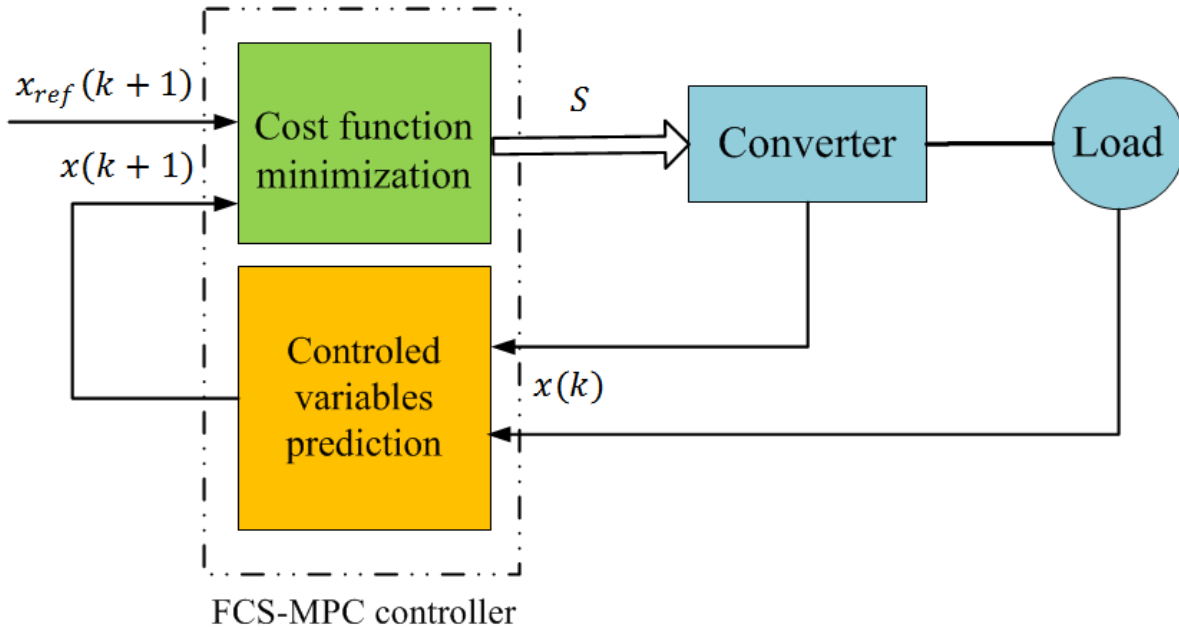 x_ref(k + 1)
x(k + 1)
Cost function
minimization
S
Converter
Load
Controled
variables
prediction
x(k)
FCS-MPC controller